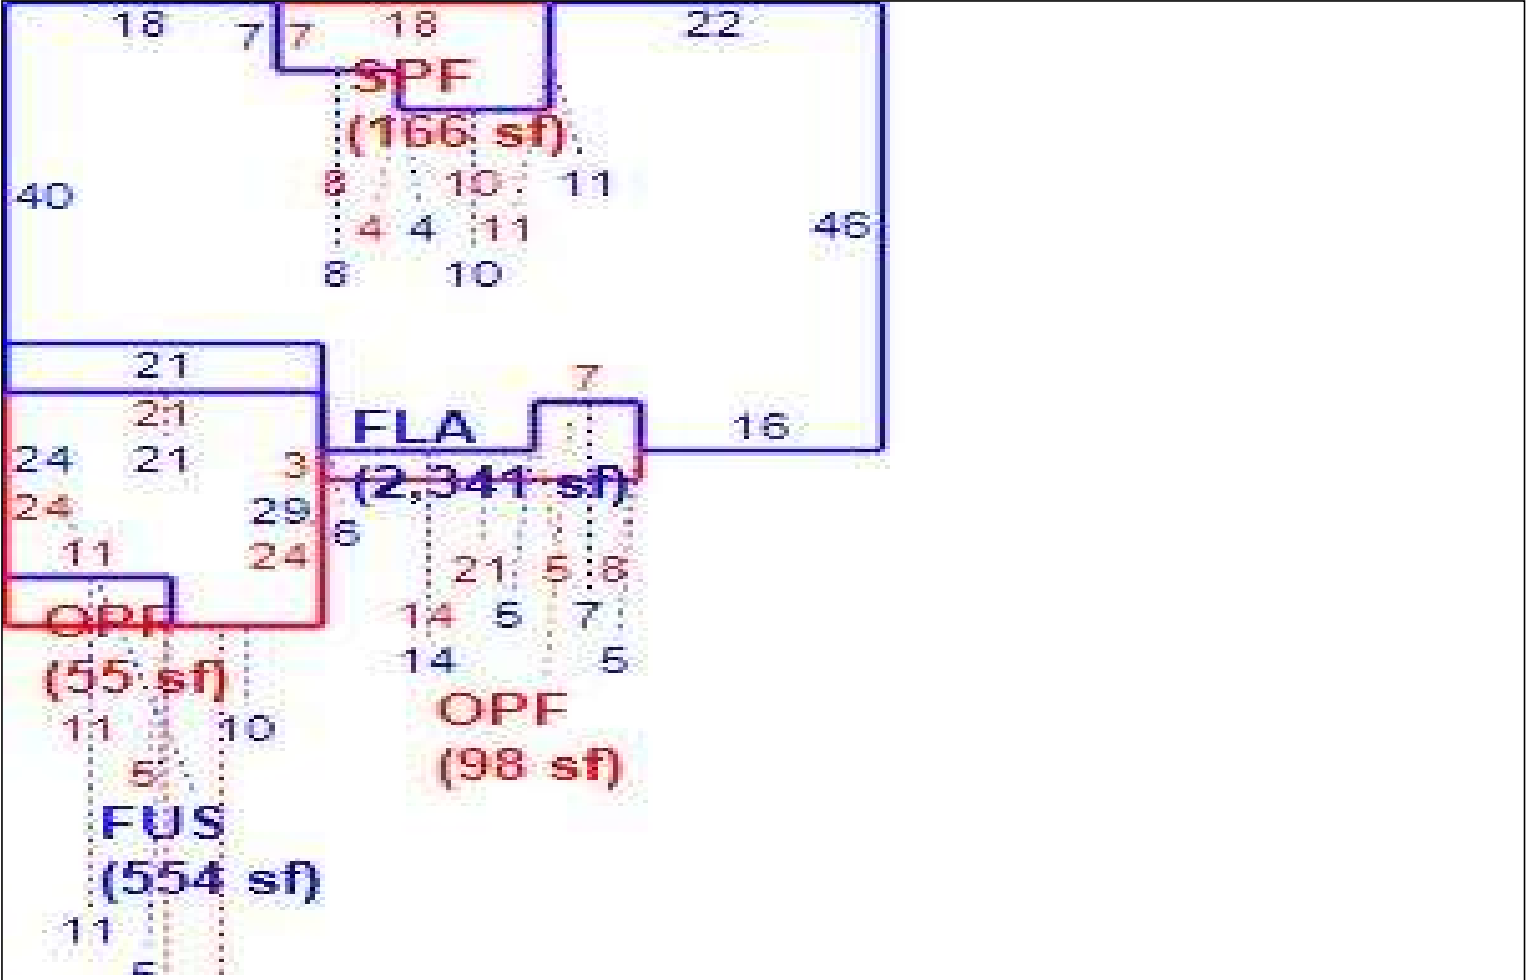 18 7 7 18 22
SPF
(166 sf)
40 8 10 11
4 4 11 46
8 10
21 7
21 FLA 16
24 21 3 (2,341 sf)
24 29 6
11 24 21 5 8
OPF 14 5 7
(55 sf) 14 5
11 10 OPF
5 (98 sf)
FUS
(554 sf)
11
5